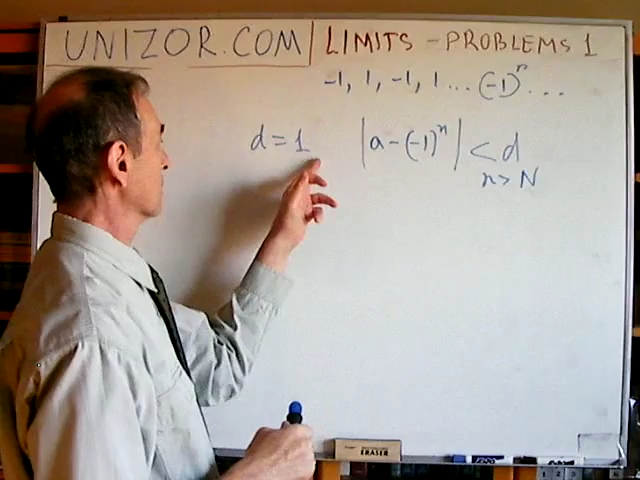 UNIZOR.COM | LIMITS – PROBLEMS 1
-1, 1, -1, 1 ... (-1)ⁿ ...
d = 1 |a - (-1)ⁿ| < d
n > N
ERASER